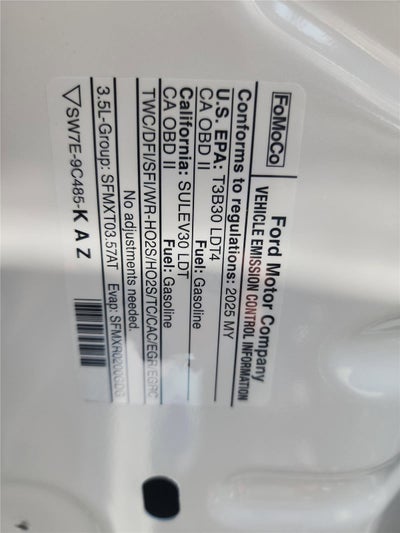 FoMoCo
Ford Motor Company
VEHICLE EMISSION CONTROL INFORMATION
Conforms to regulations: 2025 MY
U.S. EPA: T3B30 LDT4 Fuel: Gasoline
CA OBD II
California: SULEV30 LDT Fuel: Gasoline
CA OBD II
TWC/DFI/SFI/WR-HO2S/HO2S/TC/CAC/EGR/EGRC
No adjustments needed.
3.5L-Group: SFMXT03.57AT Evap:
SW7E-9C485-K A Z